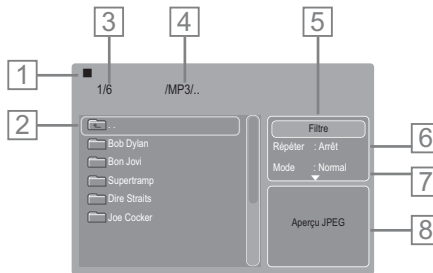 3
4
5
1
1/6
/MP3/..
2
. .
Bob Dylan
Bon Jovi
Supertramp
Dire Straits
Joe Cocker
Filtre
Répéter : Arrêt
6
Mode : Normal
7
Aperçu JPEG
8